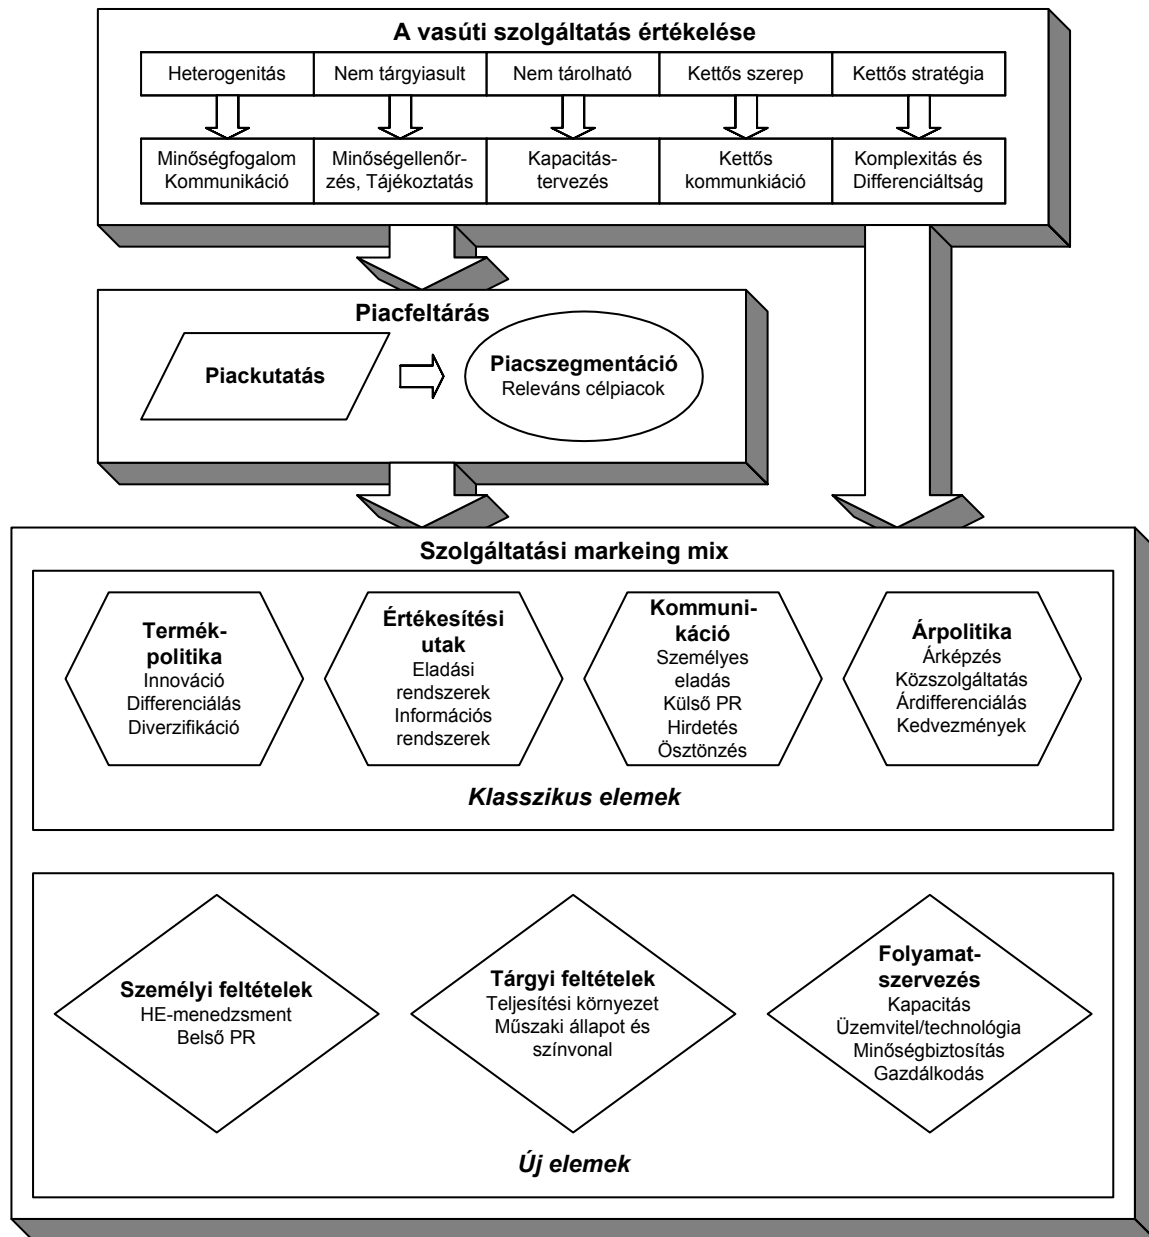 A vasúti szolgáltatás értékelése
Heterogenitás
Nem tárgyiasult
Nem tárolható
Kettős szerep
Kettős stratégia
Minőségfogalom
Kommunikáció
Minőségellenőr-
zés, Tájékoztatás
Kapacitás-
tervezés
Kettős
kommunkiáció
Komplexitás és
Differenciáltság
Piacfeltárás
Piackutatás
Piacszegmentáció
Releváns célpiacok
Szolgáltatási markeing mix
Termék-
politika
Innováció
Differenciálás
Diverzifikáció
Értékesítési
utak
Eladási
rendszerek
Információs
rendszerek
Kommuni-
káció
Személyes
eladás
Külső PR
Hirdetés
Ösztönzés
Árpolitika
Árképzés
Közszolgáltatás
Árdifferenciálás
Kedvezmények
Klasszikus elemek
Személyi feltételek
HE-menedzsment
Belső PR
Tárgyi feltételek
Teljesítési környezet
Műszaki állapot és
színvonal
Folyamat-
szervezés
Kapacitás
Üzemvitel/technológia
Minőségbiztosítás
Gazdálkodás
Új elemek